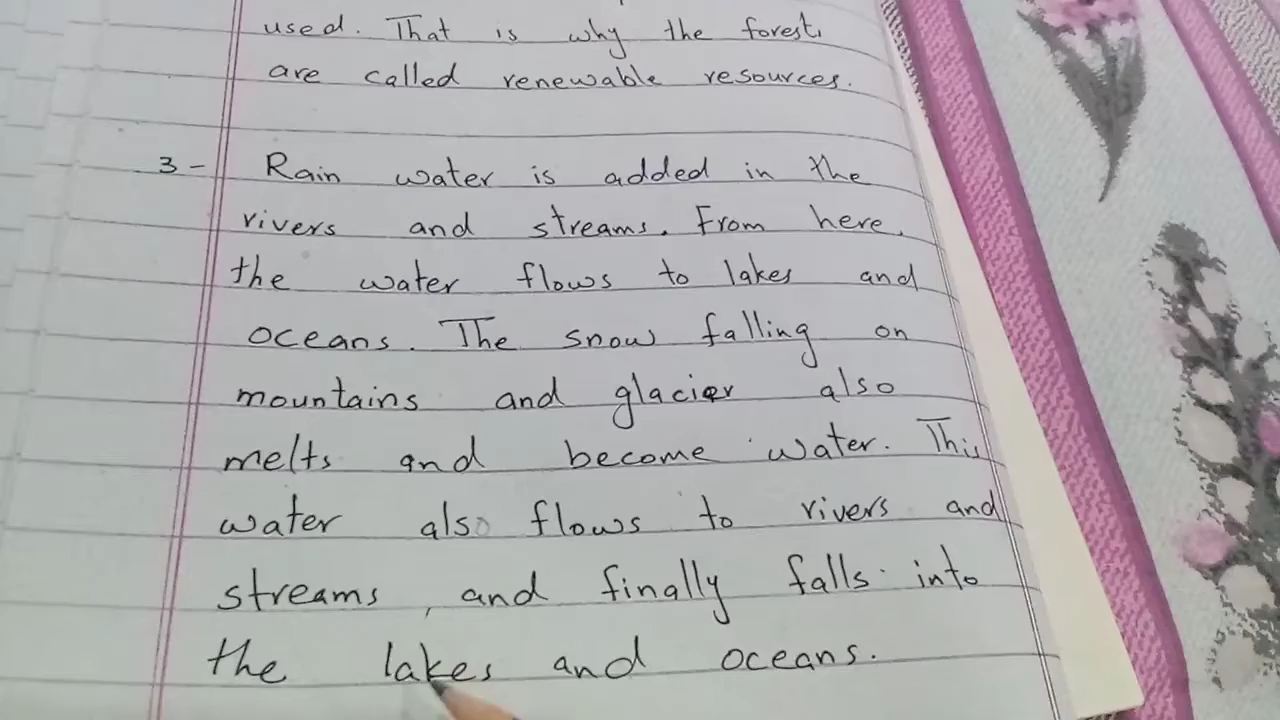 used. That is why the forest
are called renewable resources.
3- Rain water is added in the
rivers and streams. From here,
the water flows to lakes and
oceans. The snow falling on
mountains and glacier also
melts and become water. This
water also flows to rivers and
streams, and finally falls into
the lakes and oceans.